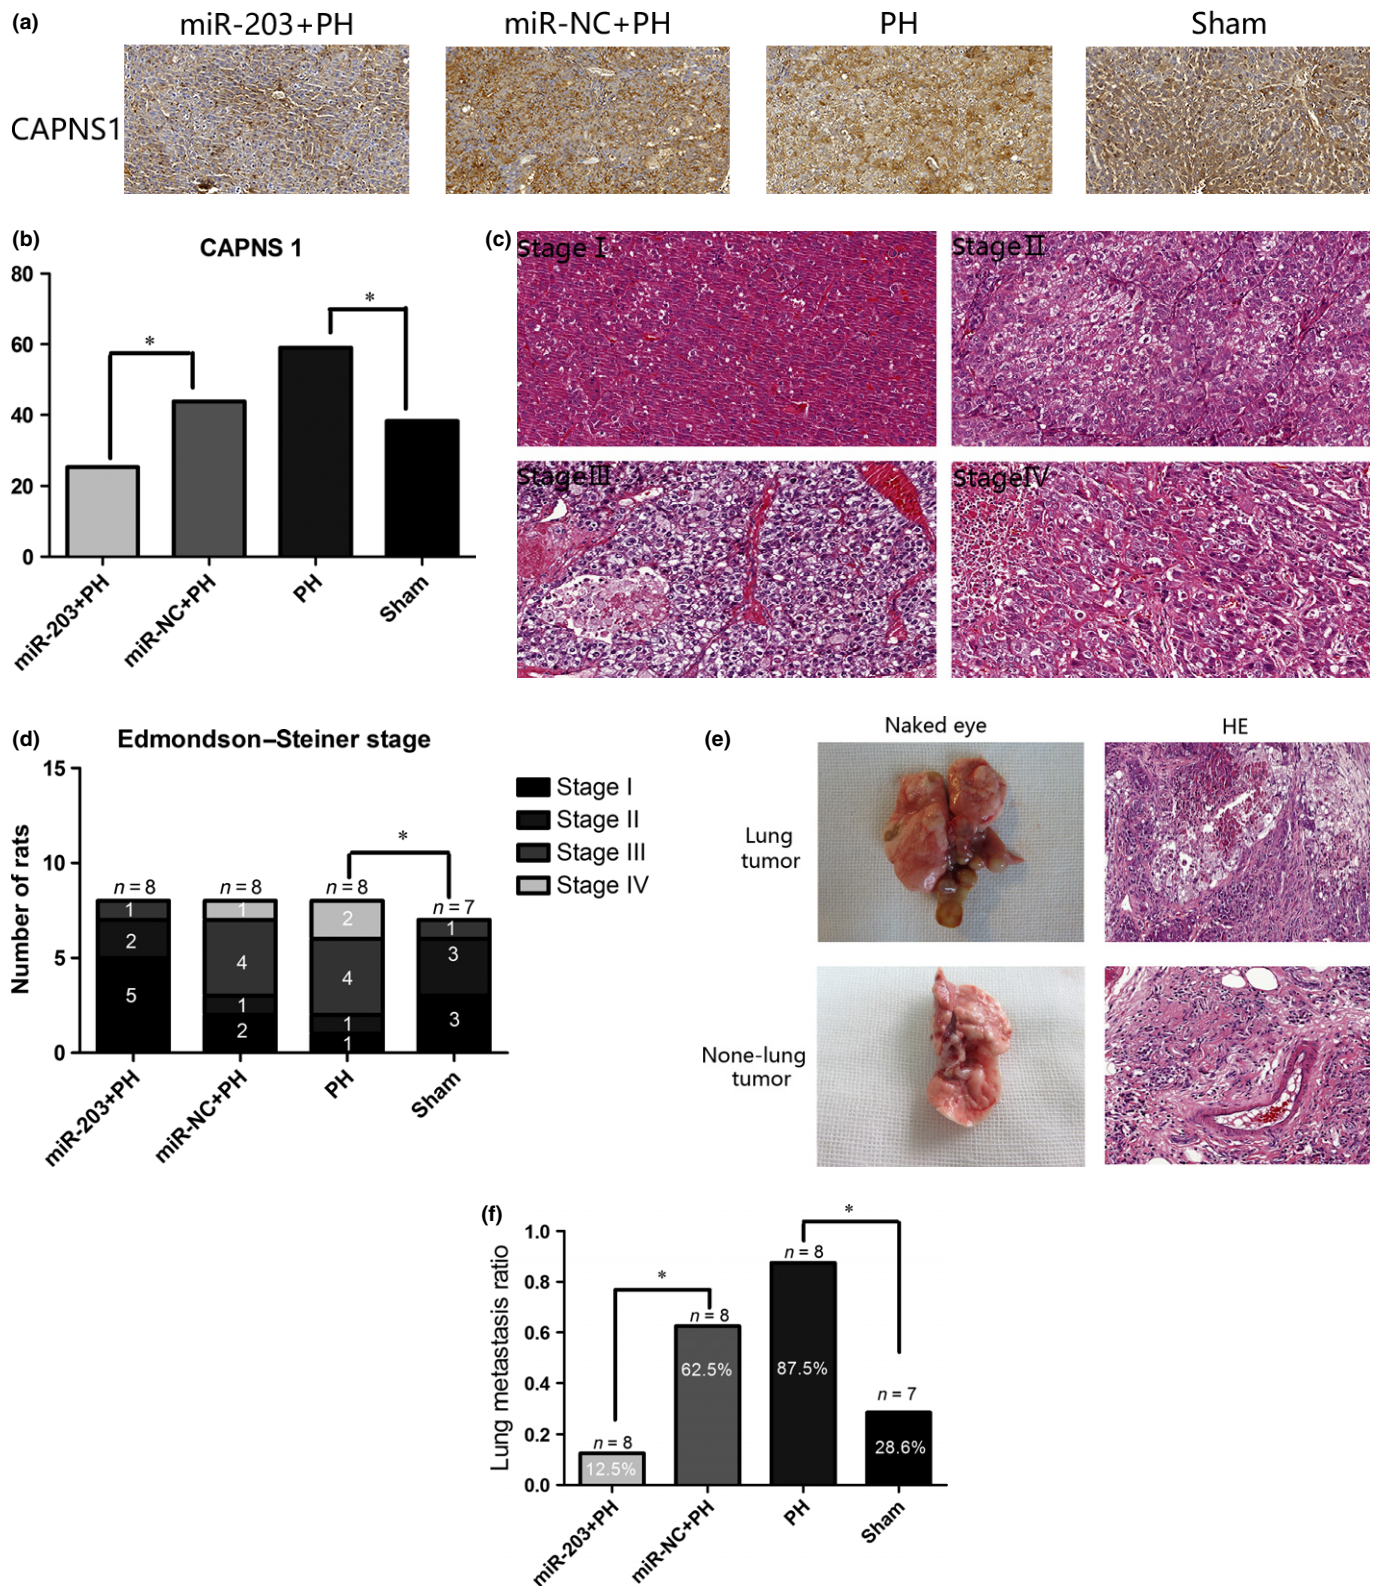 (a)
miR-203+PH
miR-NC+PH
PH
Sham
CAPNS1
(b)
CAPNS 1
80
60
40
20
0
*
*
miR-203+PH
miR-NC+PH
PH
Sham
(c)
Stage I
Stage II
Stage III
Stage IV
(d)
Edmondson–Steiner stage
Number of rats
15
10
5
0
n = 8
n = 8
n = 8
n = 7
*
1
2
5
1
4
1
2
2
4
1
1
1
3
3
miR-203+PH
miR-NC+PH
PH
Sham
Stage I
Stage II
Stage III
Stage IV
(e)
Naked eye
HE
Lung
tumor
None-lung
tumor
(f)
Lung metastasis ratio
1.0
0.8
0.6
0.4
0.2
0.0
*
*
n = 8
12.5%
n = 8
62.5%
n = 8
87.5%
n = 7
28.6%
miR-203+PH
miR-NC+PH
PH
Sham